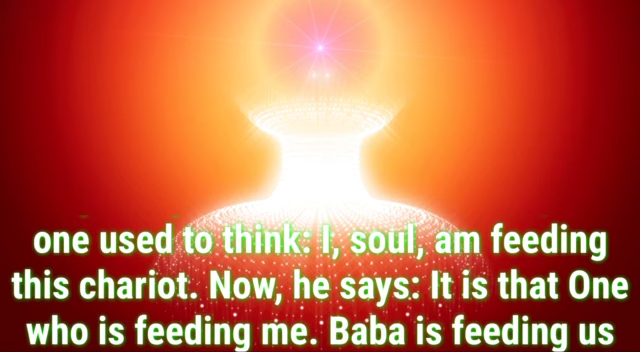 one used to think: I, soul, am feeding
this chariot. Now, he says: It is that One
who is feeding me. Baba is feeding us